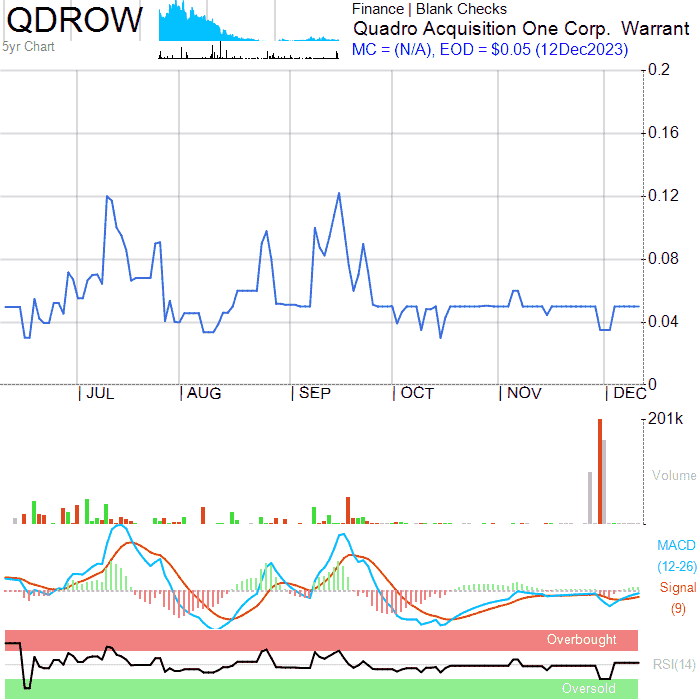 QDROW
5yr Chart
Finance | Blank Checks
Quadro Acquisition One Corp. Warrant
MC = (N/A), EOD = $0.05 (12Dec2023)
0.2
0.16
0.12
0.08
0.04
0
| JUL | AUG | SEP | OCT | NOV | DEC
201k
Volume
MACD
(12-26)
Signal
(9)
Overbought
RSI(14)
Oversold